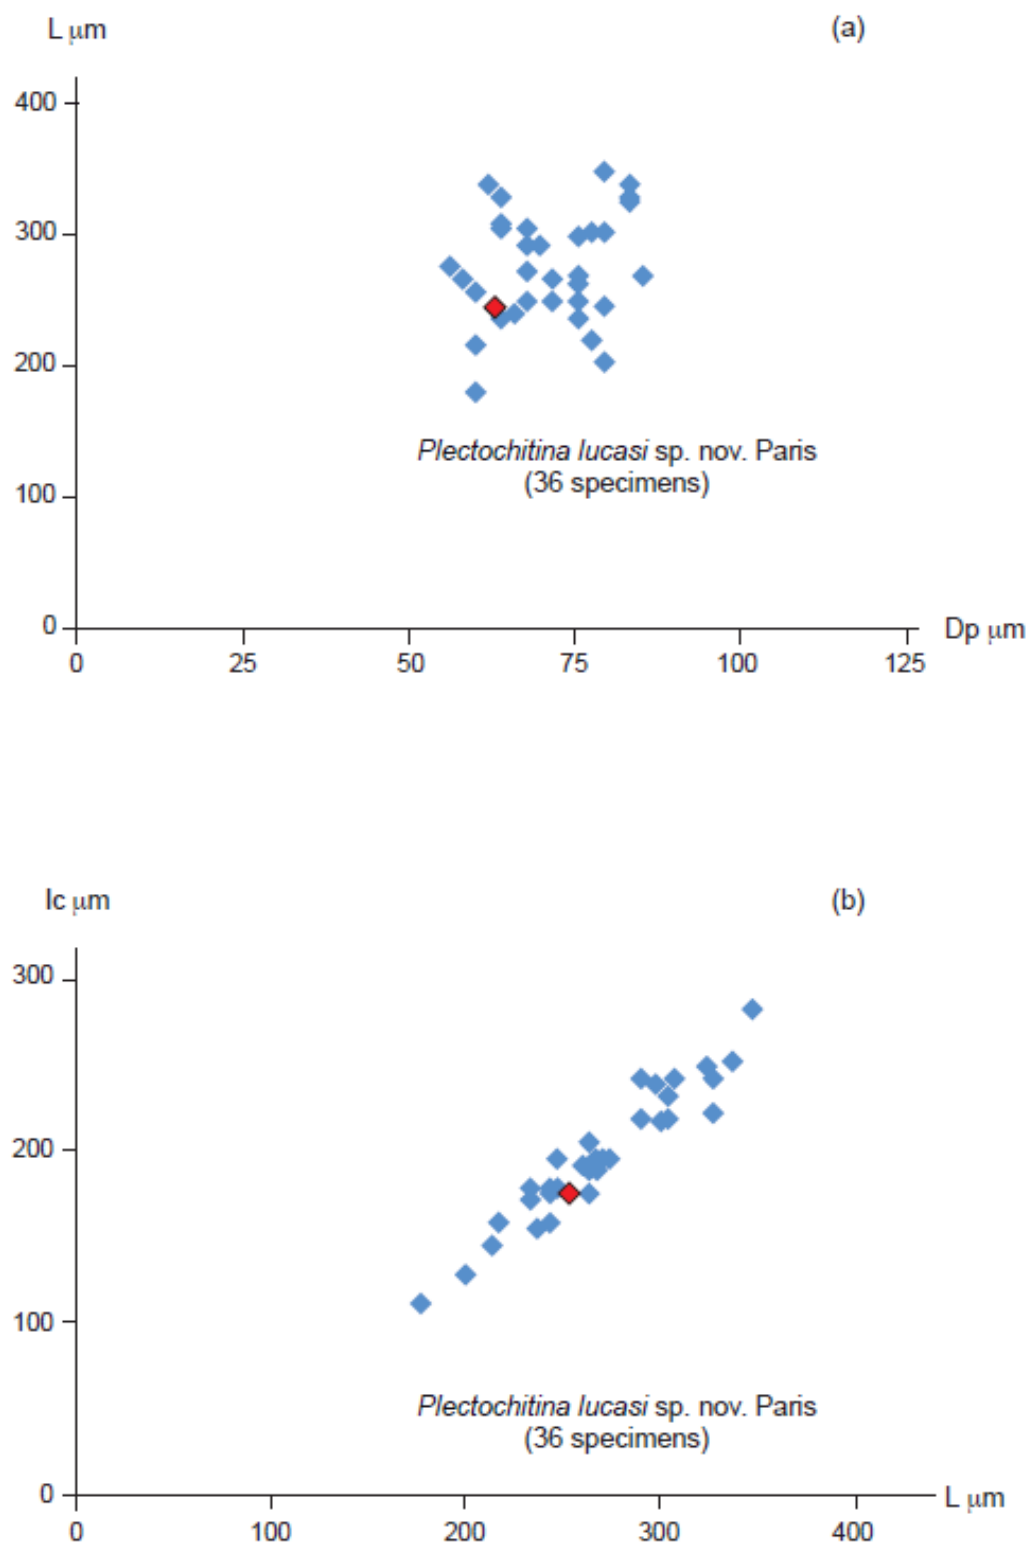 L μm
(a)
400
300
200
100
0
0 25 50 75 100 125
Dp μm
Plectochitina lucasi sp. nov. Paris
(36 specimens)
lc μm
(b)
300
200
100
0
0 100 200 300 400
L μm
Plectochitina lucasi sp. nov. Paris
(36 specimens)